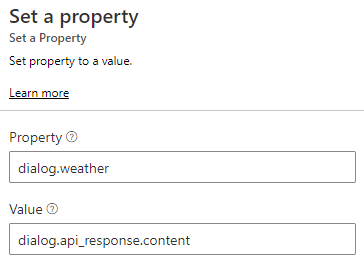 Set a property
Set a Property
Set property to a value.
Learn more
Property ?
dialog.weather
Value ?
dialog.api_response.content